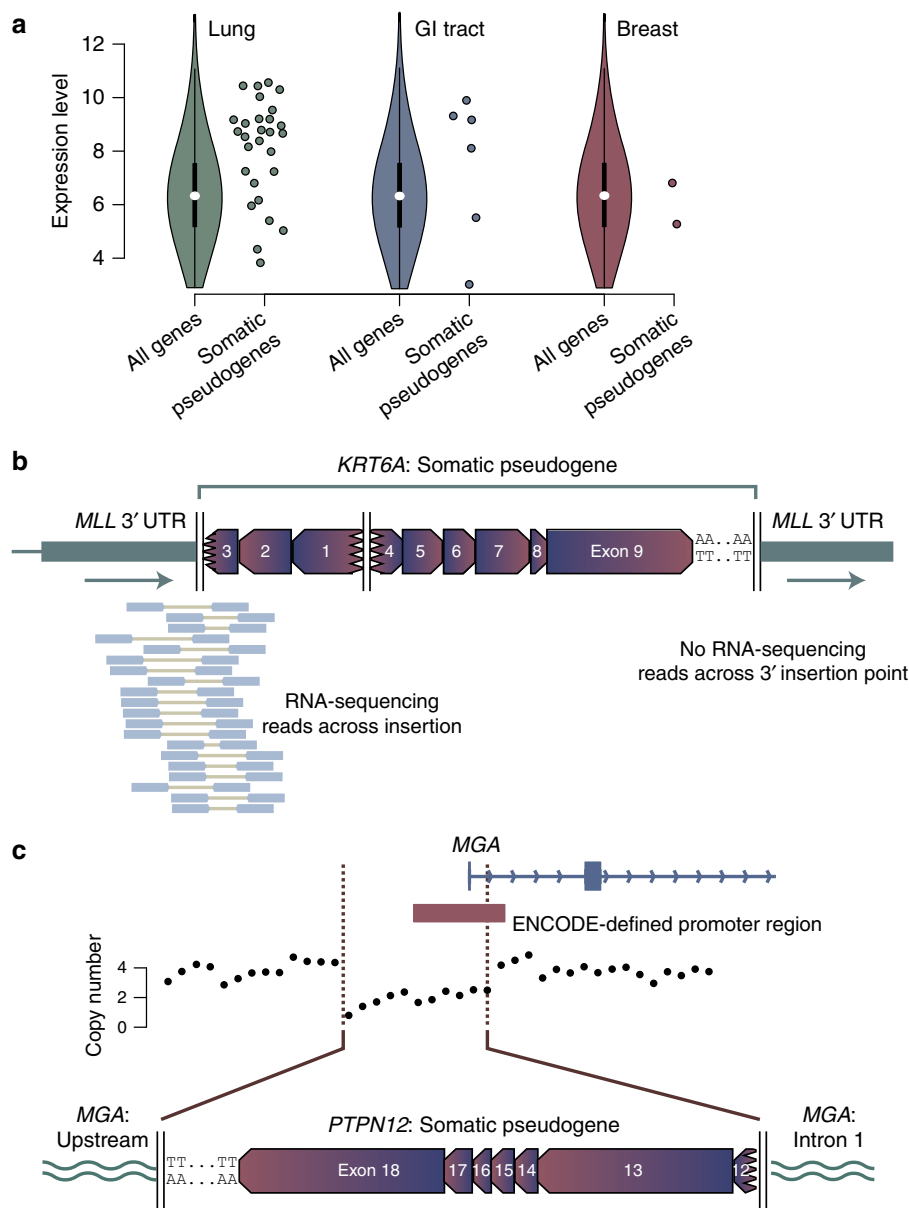 a
Lung
GI tract
Breast
Expression level
12
10
8
6
4
All genes
Somatic
pseudogenes
All genes
Somatic
pseudogenes
All genes
Somatic
pseudogenes
b
KRT6A: Somatic pseudogene
MLL 3′ UTR
MLL 3′ UTR
3 2 1 4 5 6 7 8 Exon 9
AA..AA
TT..TT
RNA-sequencing
reads across insertion
No RNA-sequencing
reads across 3′ insertion point
c
MGA
ENCODE-defined promoter region
Copy number
4
2
0
MGA:
Upstream
PTPN12: Somatic pseudogene
MGA:
Intron 1
TT...TT
AA...AA
Exon 18 17 16 15 14 13 12